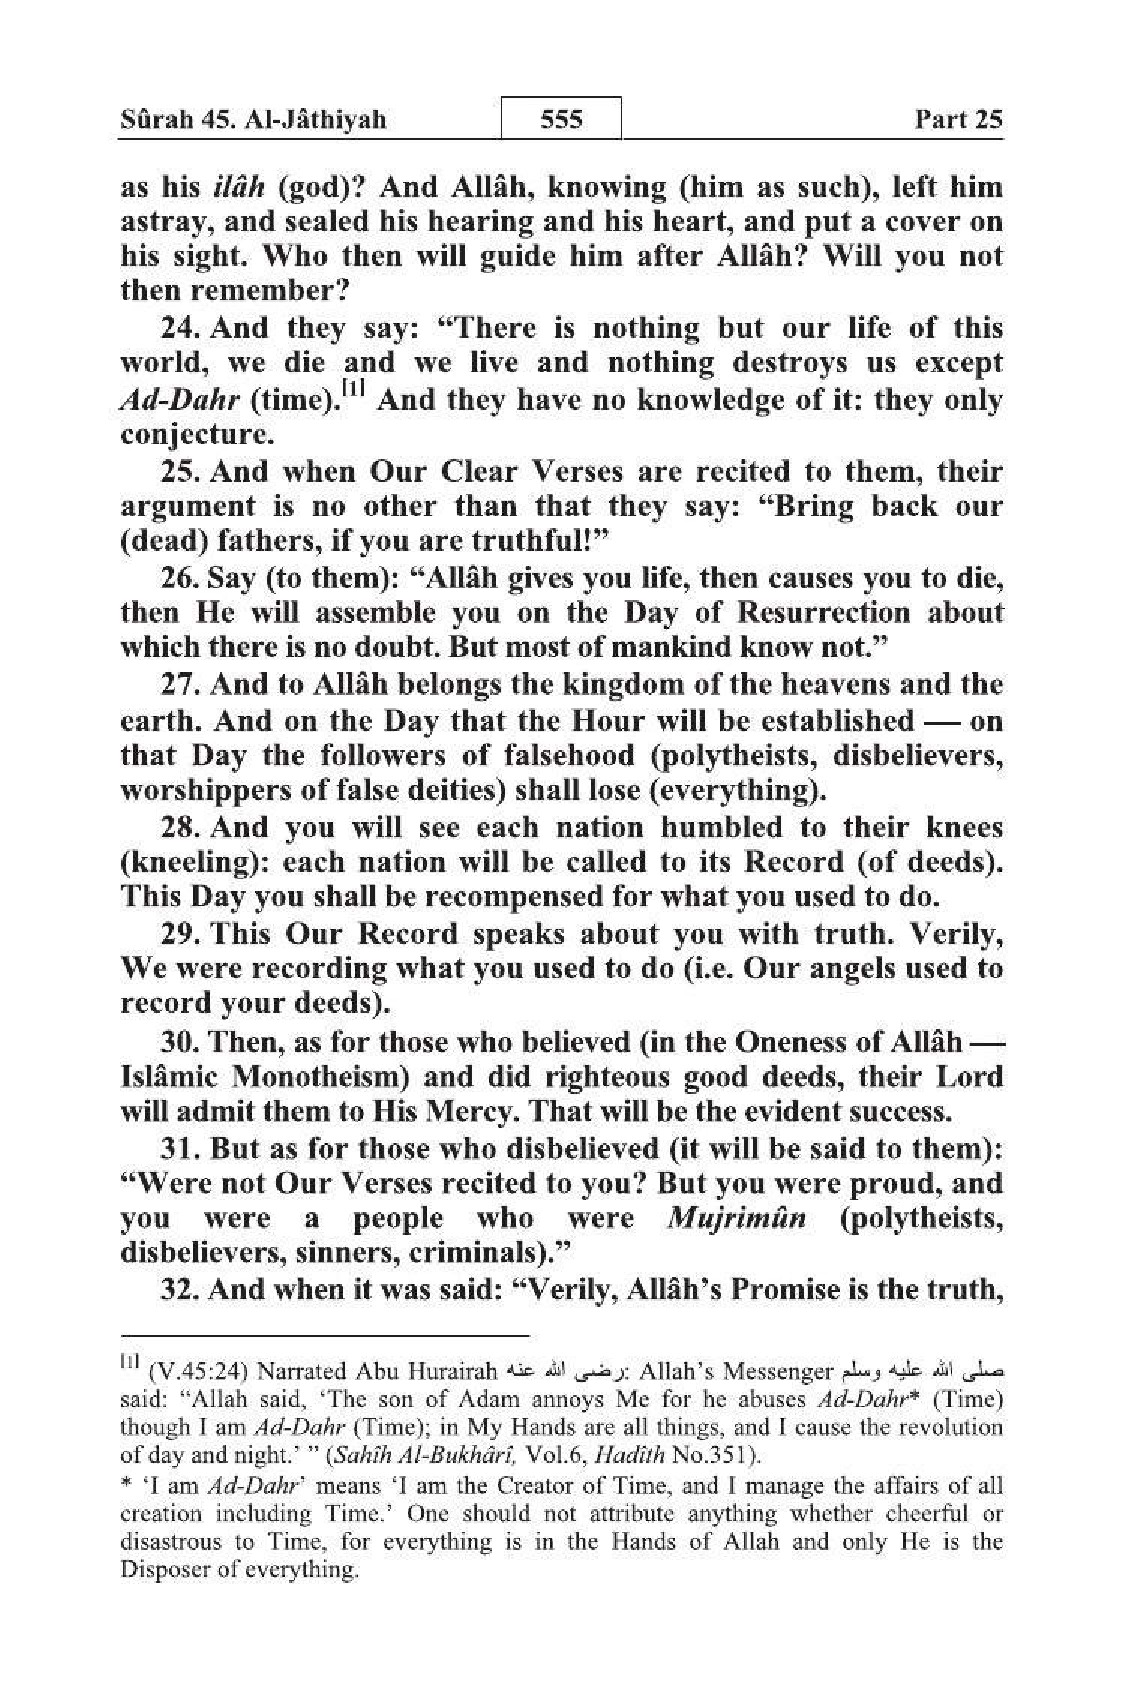 Sûrah 45. Al-Jâthiyah 555 Part 25
as his ilâh (god)? And Allâh, knowing (him as such), left him
astray, and sealed his hearing and his heart, and put a cover on
his sight. Who then will guide him after Allâh? Will you not
then remember?
24. And they say: “There is nothing but our life of this
world, we die and we live and nothing destroys us except
Ad-Dahr (time).[1] And they have no knowledge of it: they only
conjecture.
25. And when Our Clear Verses are recited to them, their
argument is no other than that they say: “Bring back our
(dead) fathers, if you are truthful!”
26. Say (to them): “Allâh gives you life, then causes you to die,
then He will assemble you on the Day of Resurrection about
which there is no doubt. But most of mankind know not.”
27. And to Allâh belongs the kingdom of the heavens and the
earth. And on the Day that the Hour will be established — on
that Day the followers of falsehood (polytheists, disbelievers,
worshippers of false deities) shall lose (everything).
28. And you will see each nation humbled to their knees
(kneeling): each nation will be called to its Record (of deeds).
This Day you shall be recompensed for what you used to do.
29. This Our Record speaks about you with truth. Verily,
We were recording what you used to do (i.e. Our angels used to
record your deeds).
30. Then, as for those who believed (in the Oneness of Allâh —
Islâmic Monotheism) and did righteous good deeds, their Lord
will admit them to His Mercy. That will be the evident success.
31. But as for those who disbelieved (it will be said to them):
“Were not Our Verses recited to you? But you were proud, and
you were a people who were Mujrimûn (polytheists,
disbelievers, sinners, criminals).”
32. And when it was said: “Verily, Allâh’s Promise is the truth,
[1] (V.45:24) Narrated Abu Hurairah رضى الله عنه: Allah’s Messenger صلى الله عليه وسلم
said: “Allah said, ‘The son of Adam annoys Me for he abuses Ad-Dahr* (Time)
though I am Ad-Dahr (Time); in My Hands are all things, and I cause the revolution
of day and night.’ ” (Sahîh Al-Bukhârî, Vol.6, Hadîth No.351).
* ‘I am Ad-Dahr’ means ‘I am the Creator of Time, and I manage the affairs of all
creation including Time.’ One should not attribute anything whether cheerful or
disastrous to Time, for everything is in the Hands of Allah and only He is the
Disposer of everything.